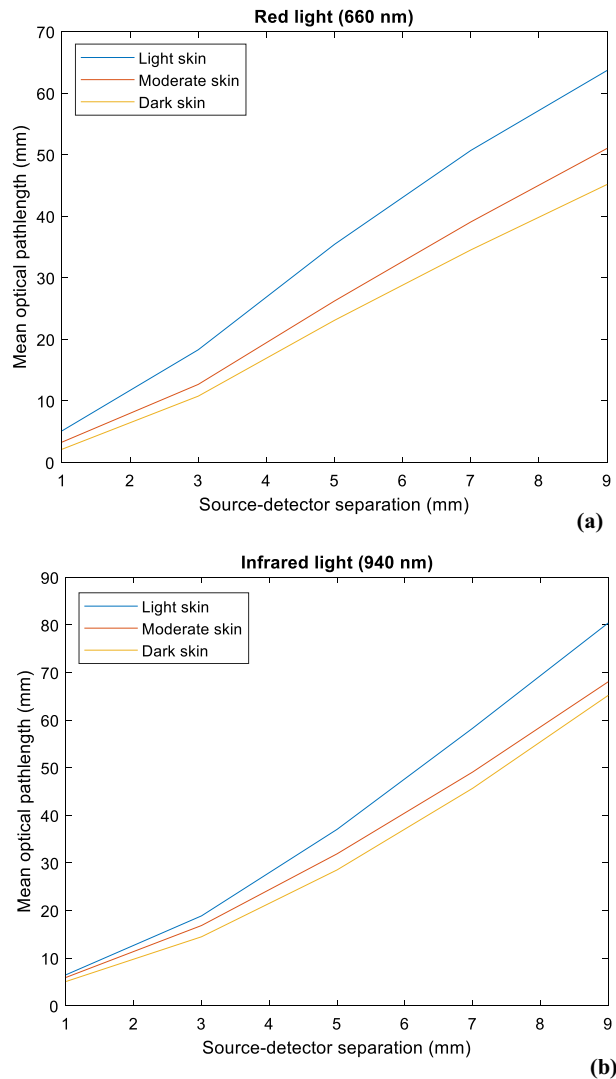 Red light (660 nm)
70
60
50
40
30
20
10
0
Mean optical pathlength (mm)
Light skin
Moderate skin
Dark skin
1 2 3 4 5 6 7 8 9
Source-detector separation (mm)
(a)
Infrared light (940 nm)
90
80
70
60
50
40
30
20
10
0
Mean optical pathlength (mm)
Light skin
Moderate skin
Dark skin
1 2 3 4 5 6 7 8 9
Source-detector separation (mm)
(b)